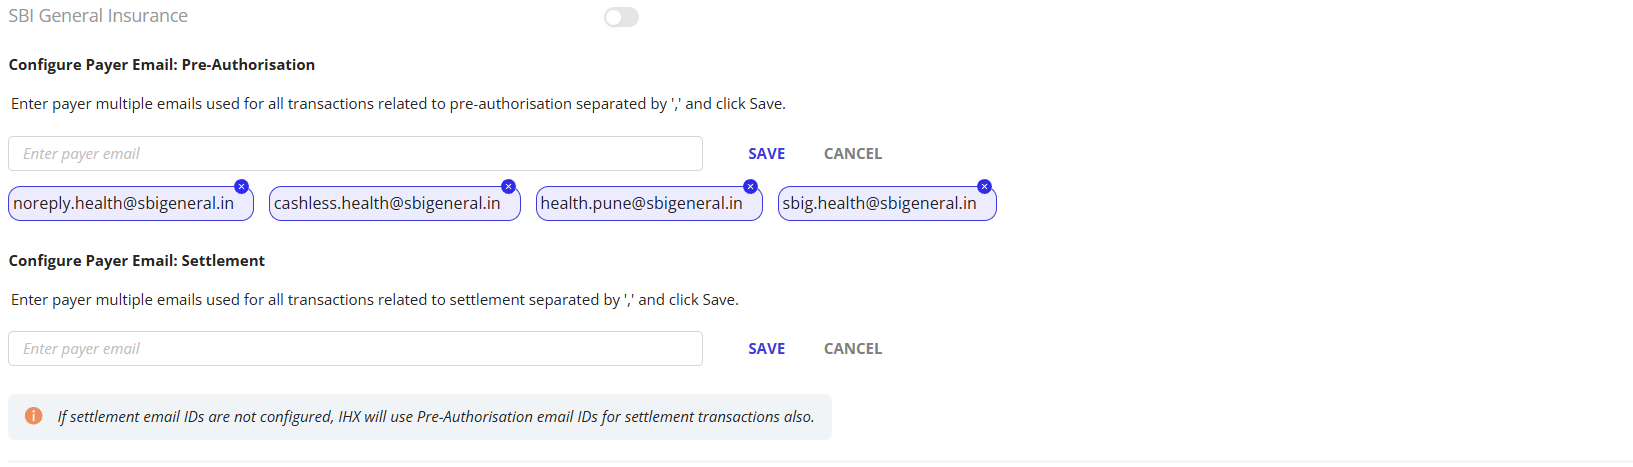 SBI General Insurance
Configure Payer Email: Pre-Authorisation
Enter payer multiple emails used for all transactions related to pre-authorisation separated by ',' and click Save.
Enter payer email SAVE CANCEL
noreply.health@sbigeneral.in cashless.health@sbigeneral.in health.pune@sbigeneral.in sbig.health@sbigeneral.in
Configure Payer Email: Settlement
Enter payer multiple emails used for all transactions related to settlement separated by ',' and click Save.
Enter payer email SAVE CANCEL
If settlement email IDs are not configured, IHX will use Pre-Authorisation email IDs for settlement transactions also.